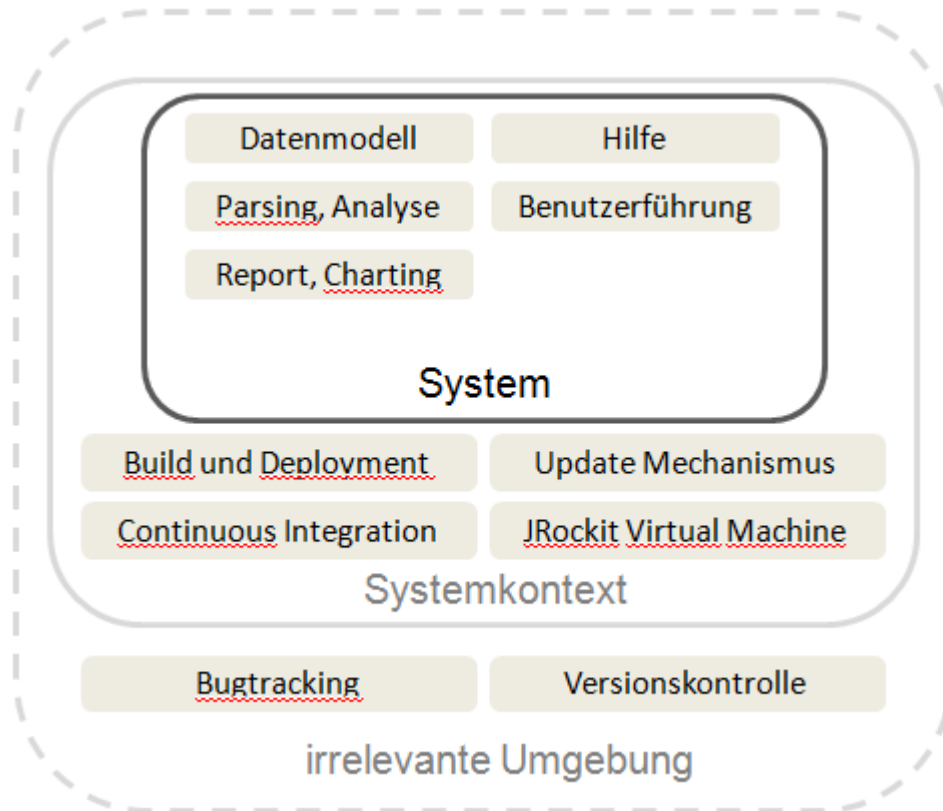 Datenmodell
Hilfe
Parsing, Analyse
Benutzerführung
Report, Charting
System
Build und Deployment
Update Mechanismus
Continuous Integration
JRockit Virtual Machine
Systemkontext
Bugtracking
Versionskontrolle
irrelevante Umgebung